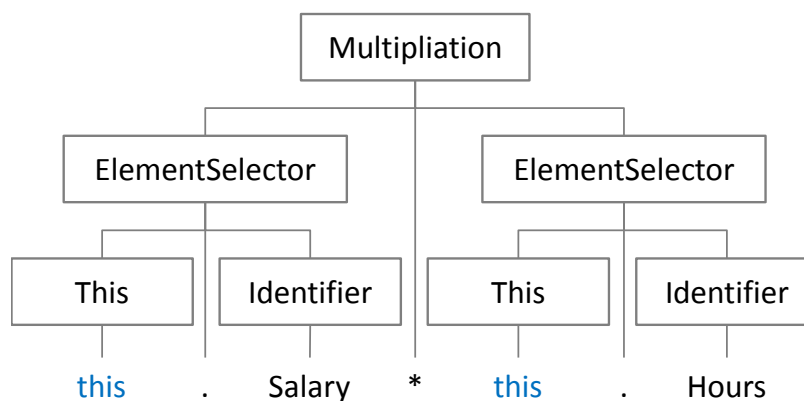 Multipliation
ElementSelector ElementSelector
This Identifier This Identifier
this . Salary * this . Hours